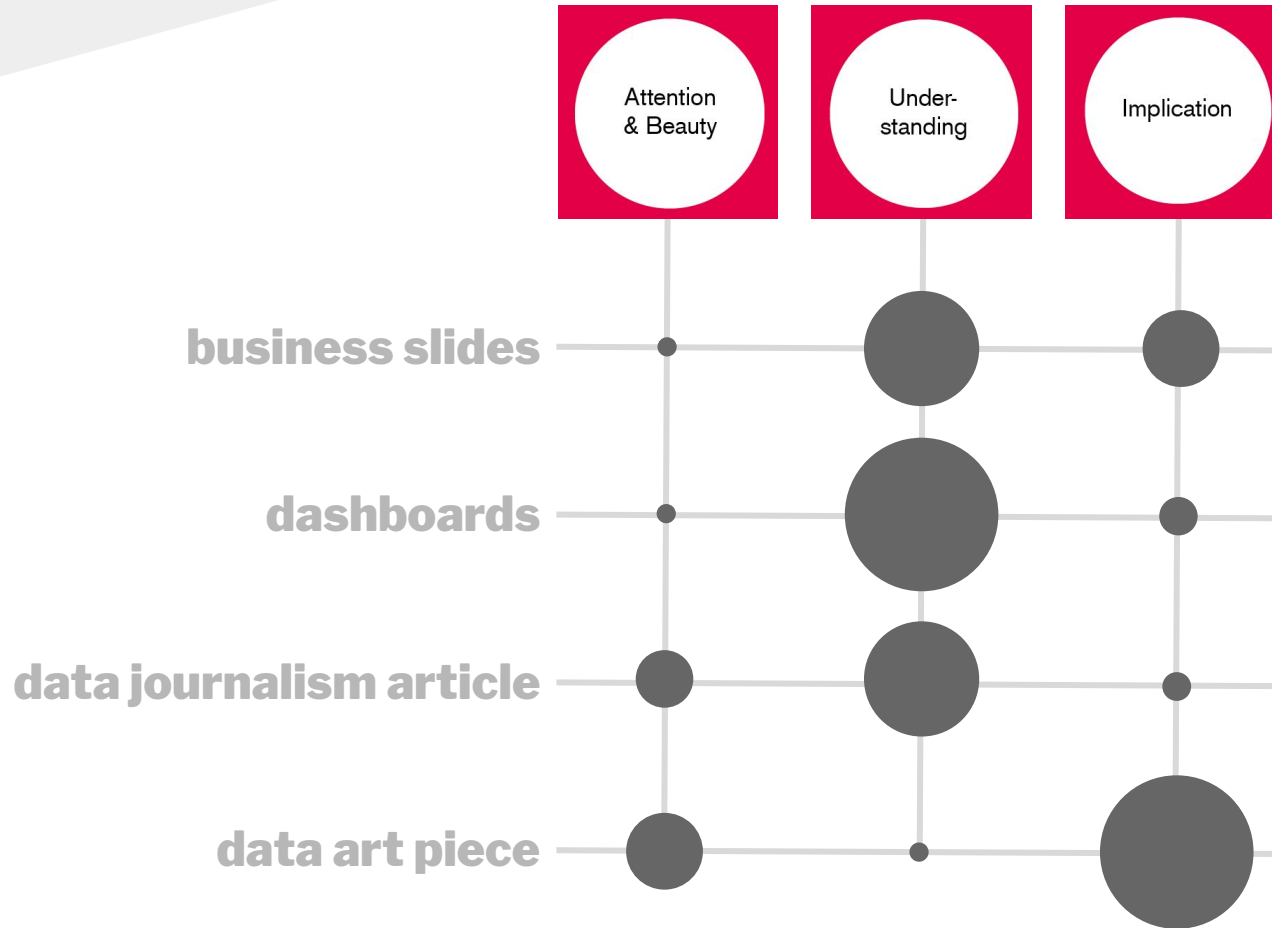 Attention
& Beauty
Under-
standing
Implication
business slides
dashboards
data journalism article
data art piece